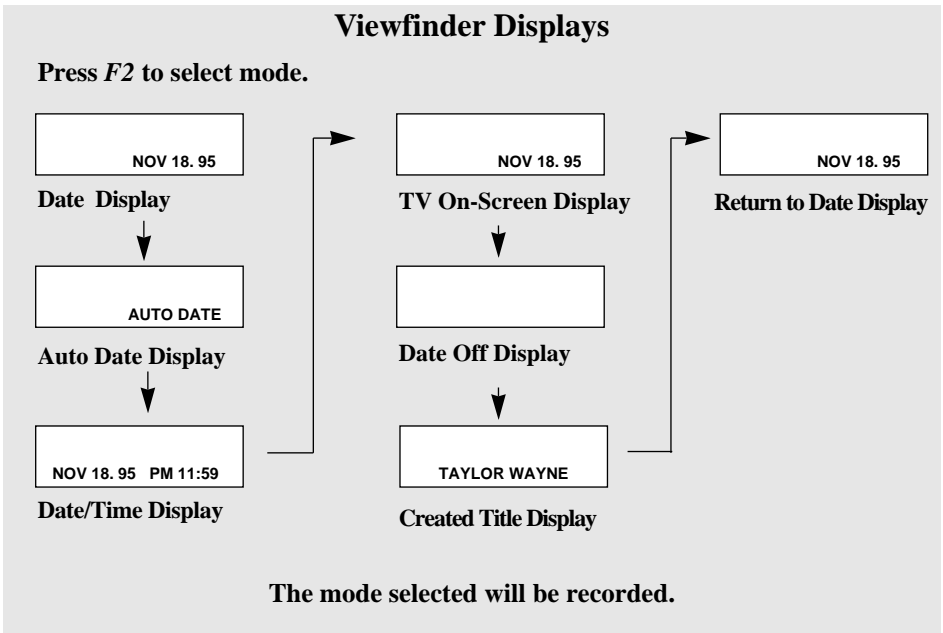 Viewfinder Displays
Press F2 to select mode.
NOV 18. 95
Date Display
AUTO DATE
Auto Date Display
NOV 18. 95 PM 11:59
Date/Time Display
NOV 18. 95
TV On-Screen Display
Date Off Display
TAYLOR WAYNE
Created Title Display
NOV 18. 95
Return to Date Display
The mode selected will be recorded.